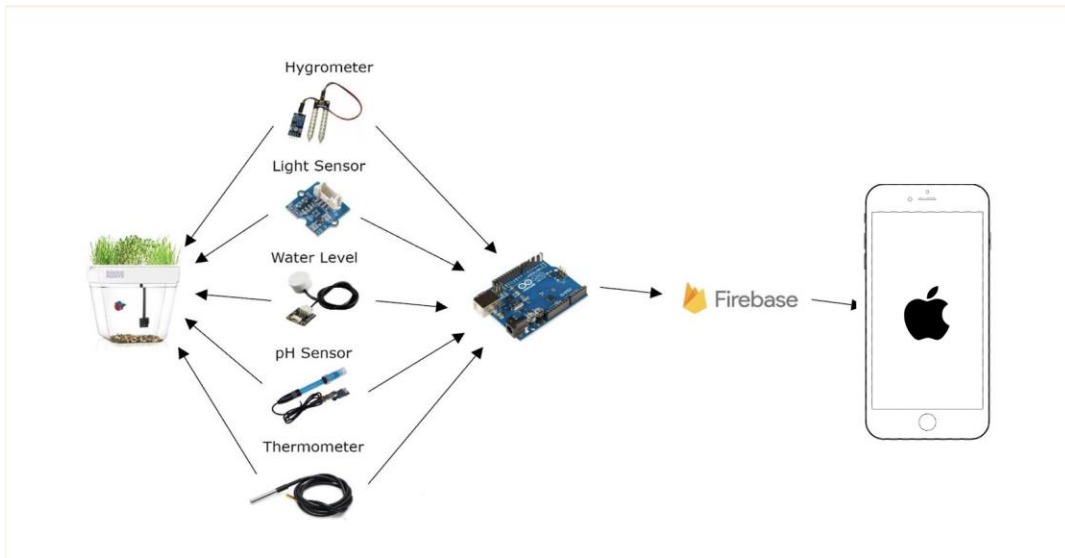 Hygrometer
Light Sensor
Water Level
pH Sensor
Thermometer
Firebase